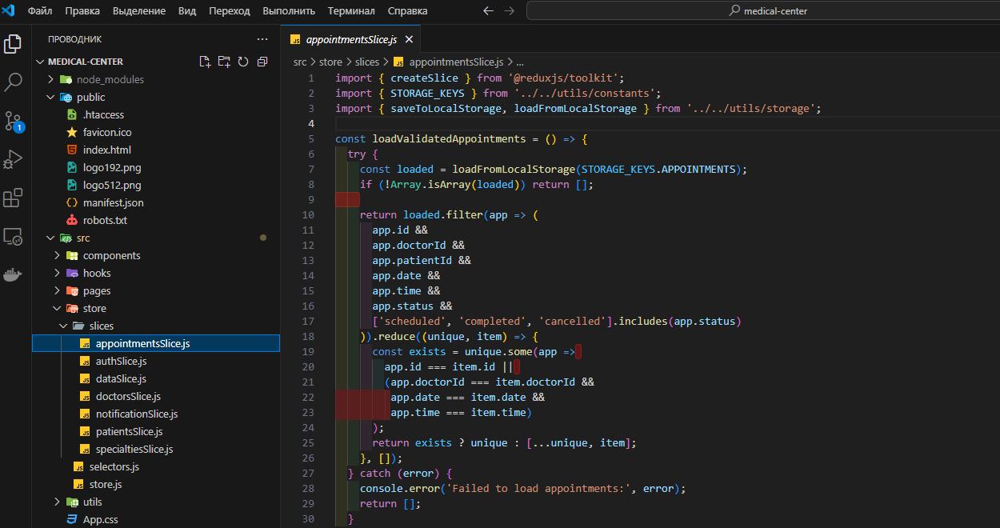 Файл Правка Выделение Вид Переход Выполнить Терминал Справка
medical-center
ПРОВОДНИК
MEDICAL-CENTER
node_modules
public
.htaccess
favicon.ico
index.html
logo192.png
logo512.png
manifest.json
robots.txt
src
components
hooks
pages
store
slices
appointmentsSlice.js
authSlice.js
dataSlice.js
doctorsSlice.js
notificationSlice.js
patientsSlice.js
specialtiesSlice.js
selectors.js
store.js
utils
App.css
1
appointmentsSlice.js
src > store > slices > JS appointmentsSlice.js > ...
1 import { createSlice } from '@reduxjs/toolkit';
2 import { STORAGE_KEYS } from '../../utils/constants';
3 import { saveToLocalStorage, loadFromLocalStorage } from '../../utils/storage';
4
5 const loadValidatedAppointments = () => {
6 try {
7 const loaded = loadFromLocalStorage(STORAGE_KEYS.APPOINTMENTS);
8 if (!Array.isArray(loaded)) return [];
9
10 return loaded.filter(app => (
11 app.id &&
12 app.doctorId &&
13 app.patientId &&
14 app.date &&
15 app.time &&
16 app.status &&
17 ['scheduled', 'completed', 'cancelled'].includes(app.status)
18 )).reduce((unique, item) => {
19 const exists = unique.some(app =>
20 app.id === item.id ||
21 (app.doctorId === item.doctorId &&
22 app.date === item.date &&
23 app.time === item.time)
24 );
25 return exists ? unique : [...unique, item];
26 }, []);
27 } catch (error) {
28 console.error('Failed to load appointments:', error);
29 return [];
30 }